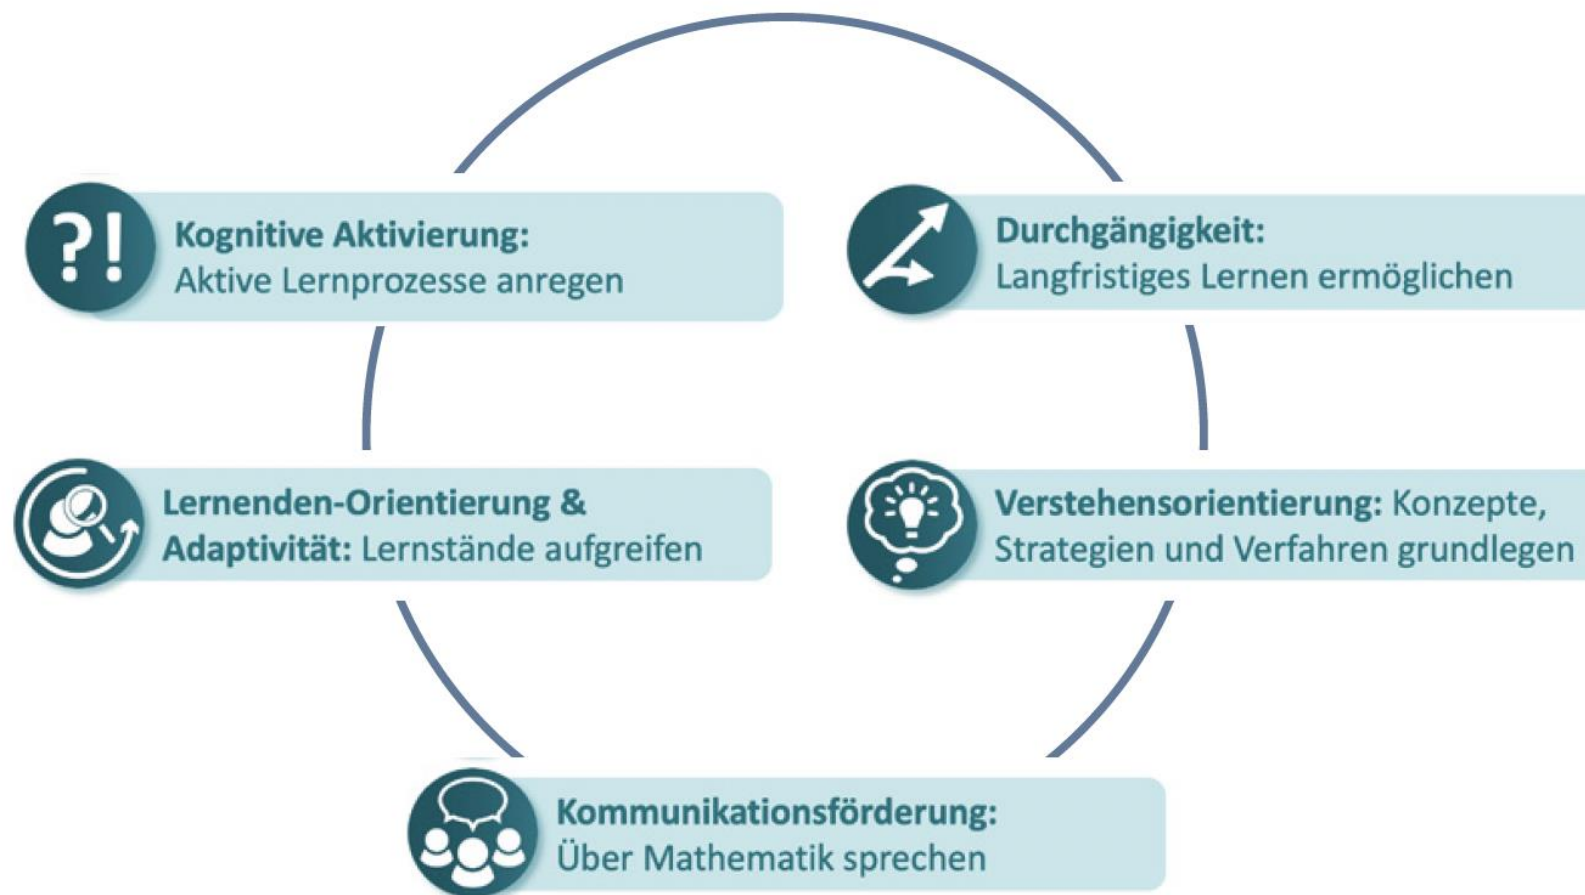 ?!
Kognitive Aktivierung:
Aktive Lernprozesse anregen
Durchgängigkeit:
Langfristiges Lernen ermöglichen
Lernenden-Orientierung &
Adaptivität: Lernstände aufgreifen
Verstehensorientierung: Konzepte,
Strategien und Verfahren grundlegen
Kommunikationsförderung:
Über Mathematik sprechen